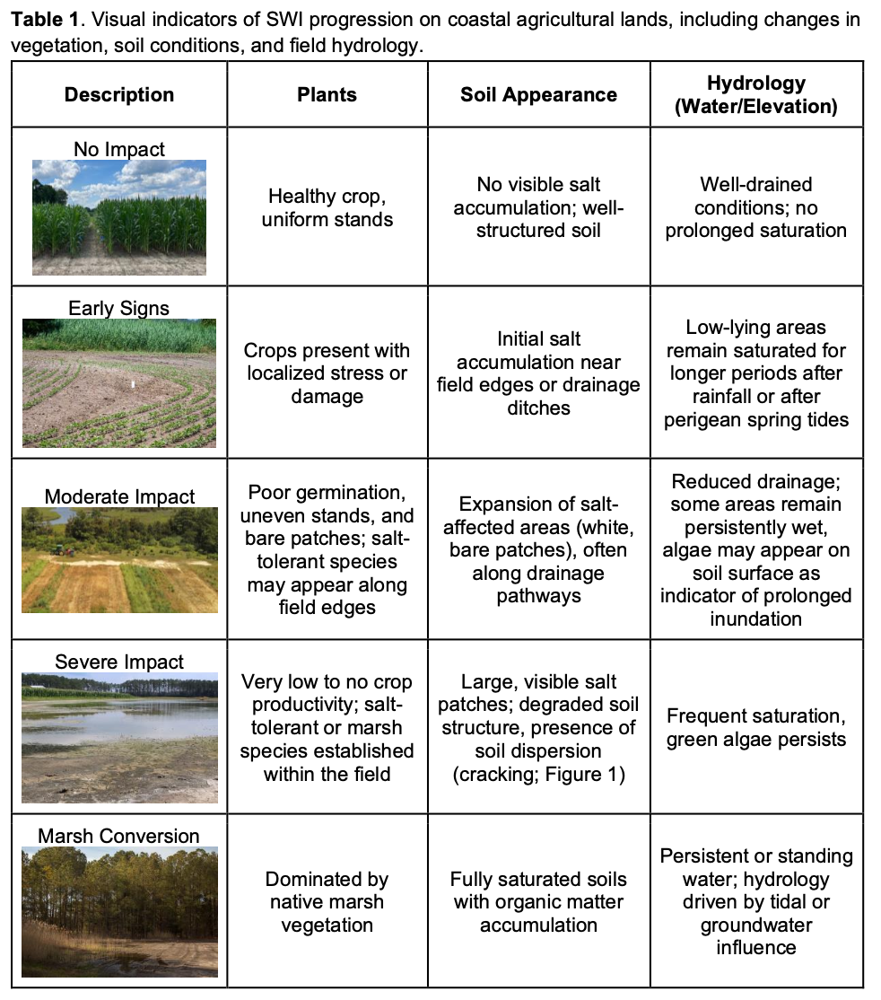 Table 1. Visual indicators of SWI progression on coastal agricultural lands, including changes in
vegetation, soil conditions, and field hydrology.
Description
Plants
Soil Appearance
Hydrology
(Water/Elevation)
No Impact
Healthy crop,
uniform stands
No visible salt
accumulation; well-
structured soil
Well-drained
conditions; no
prolonged saturation
Early Signs
Crops present with
localized stress or
damage
Initial salt
accumulation near
field edges or drainage
ditches
Low-lying areas
remain saturated for
longer periods after
rainfall or after
perigean spring tides
Moderate Impact
Poor germination,
uneven stands, and
bare patches; salt-
tolerant species
may appear along
field edges
Expansion of salt-
affected areas (white,
bare patches), often
along drainage
pathways
Reduced drainage;
some areas remain
persistently wet,
algae may appear on
soil surface as
indicator of prolonged
inundation
Severe Impact
Very low to no crop
productivity; salt-
tolerant or marsh
species established
within the field
Large, visible salt
patches; degraded soil
structure, presence of
soil dispersion
(cracking; Figure 1)
Frequent saturation,
green algae persists
Marsh Conversion
Dominated by
native marsh
vegetation
Fully saturated soils
with organic matter
accumulation
Persistent or standing
water; hydrology
driven by tidal or
groundwater
influence